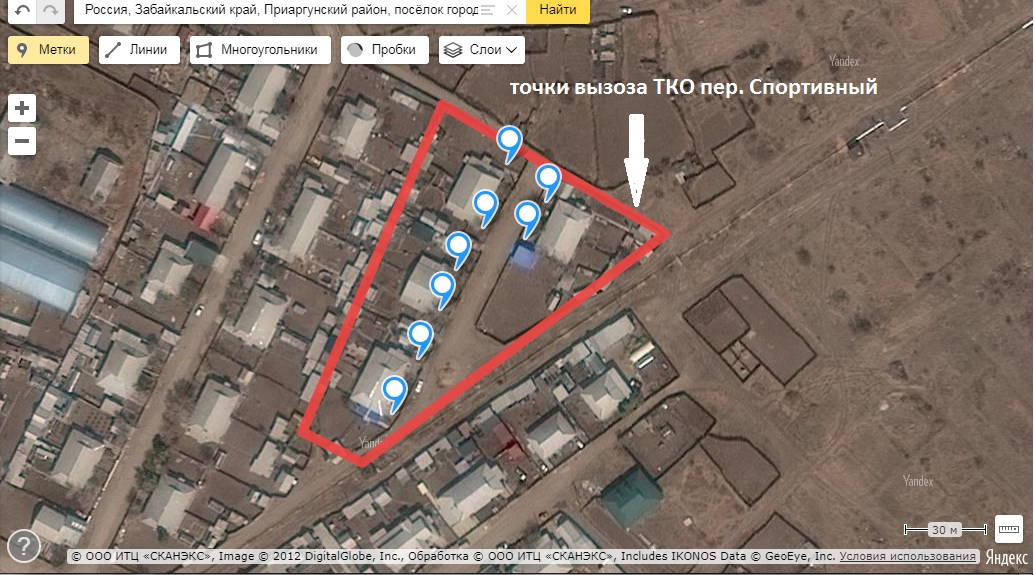 Россия, Забайкальский край, Приаргунский район, посёлок город
Найти
Метки
Линии
Многоугольники
Пробки
Слои
Yandex
точки вызоза ТКО пер. Спортивный
+
−
Yandex
Yandex
30 м
?
© ООО ИТЦ «СКАНЭКС», Image © 2012 DigitalGlobe, Inc., Обработка © ООО ИТЦ «СКАНЭКС», Includes IKONOS Data © GeoEye, Inc. Условия использования
Яндекс